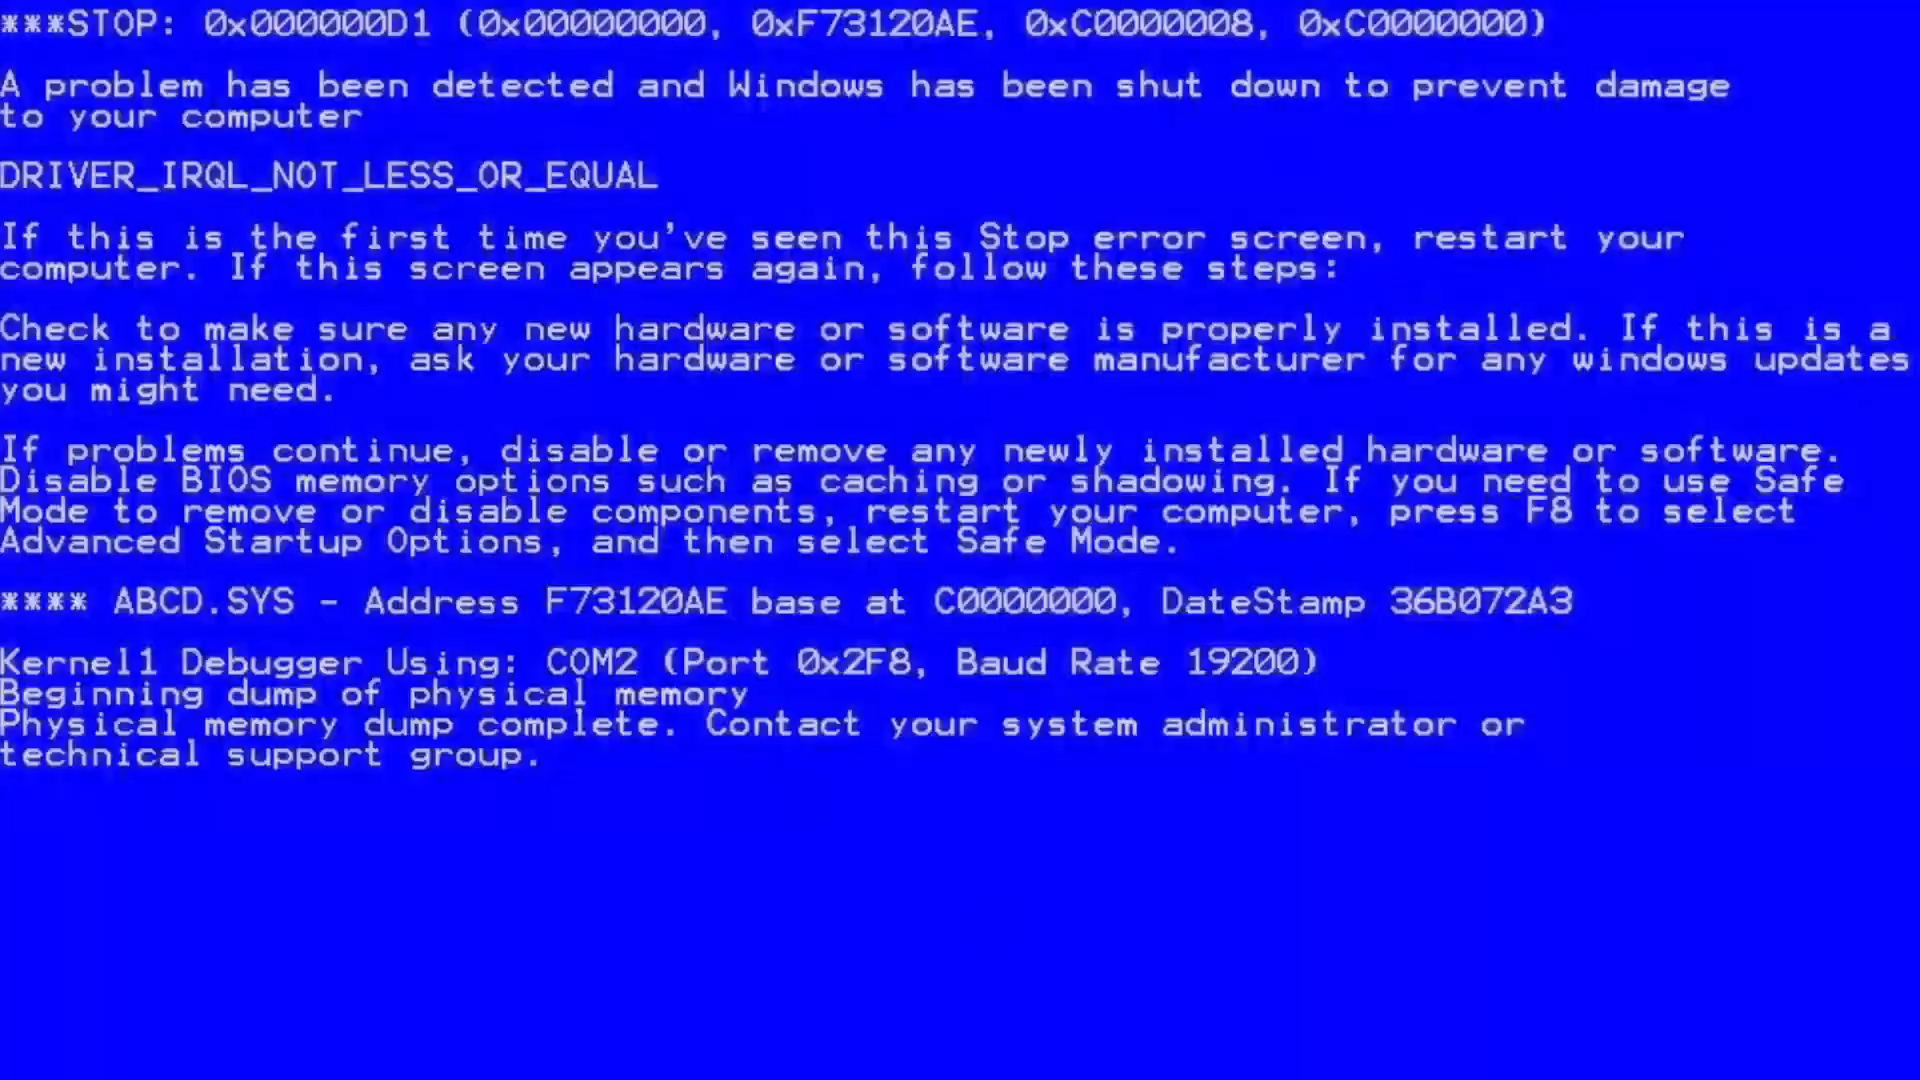 ***STOP: 0x000000D1 (0x00000000, 0xF73120AE, 0xC0000008, 0xC0000000)
A problem has been detected and Windows has been shut down to prevent damage
to your computer
DRIVER_IRQL_NOT_LESS_OR_EQUAL
If this is the first time you've seen this Stop error screen, restart your
computer. If this screen appears again, follow these steps:
Check to make sure any new hardware or software is properly installed. If this is a
new installation, ask your hardware or software manufacturer for any windows updates
you might need.
If problems continue, disable or remove any newly installed hardware or software.
Disable BIOS memory options such as caching or shadowing. If you need to use Safe
Mode to remove or disable components, restart your computer, press F8 to select
Advanced Startup Options, and then select Safe Mode.
**** ABCD.SYS - Address F73120AE base at C0000000, DateStamp 36B072A3
Kernel1 Debugger Using: COM2 (Port 0x2F8, Baud Rate 19200)
Beginning dump of physical memory
Physical memory dump complete. Contact your system administrator or
technical support group.